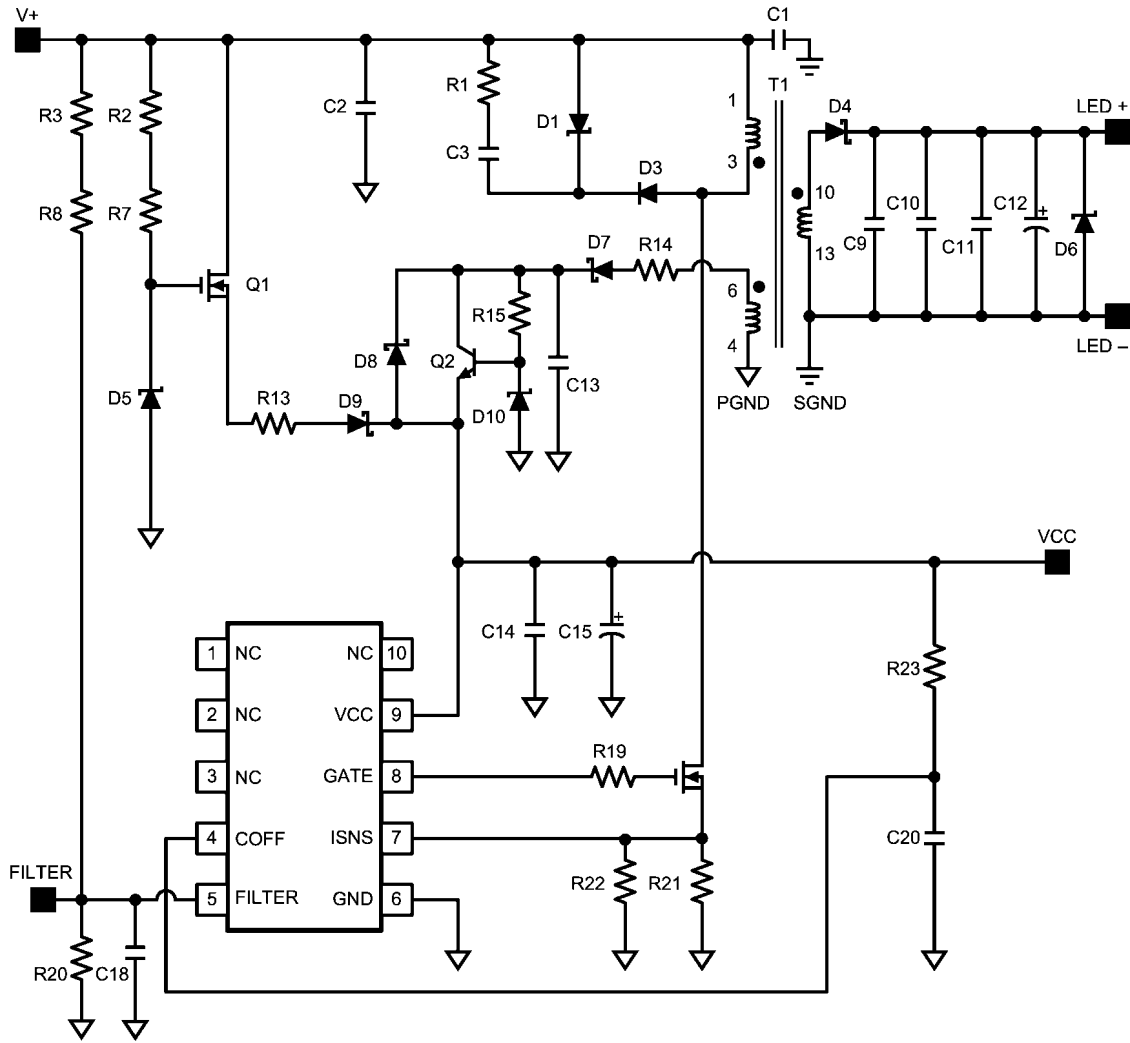 V+
C1
R3
R2
C2
R1
D1
C3
T1
1
3
D3
D4
LED +
R8
R7
10
13
C9
C10
C11
C12
+
D6
LED –
Q1
D7
R14
6
4
R15
D8
Q2
C13
D5
R13
D9
D10
PGND
SGND
VCC
C14
C15
+
R23
1 NC
NC 10
2 NC
VCC 9
3 NC
GATE 8
R19
4 COFF
ISNS 7
C20
FILTER
5 FILTER
GND 6
R22
R21
R20
C18